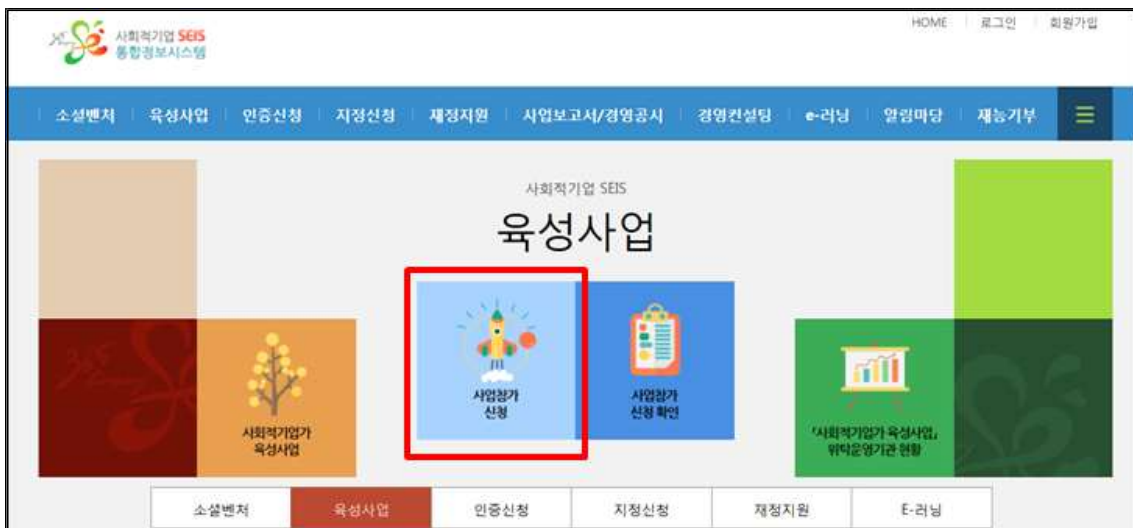 사회적기업 SEIS
통합정보시스템
HOME 로그인 회원가입
소셜벤처 육성사업 인증신청 지정신청 재정지원 사업보고서/경영공시 경영컨설팅 e-러닝 알림마당 재능기부
사회적기업 SEIS
육성사업
사회적기업가
육성사업
사업참가
신청
사업참가
신청 확인
「사회적기업가 육성사업」
위탁운영기관 현황
소셜벤처 육성사업 인증신청 지정신청 재정지원 E-러닝